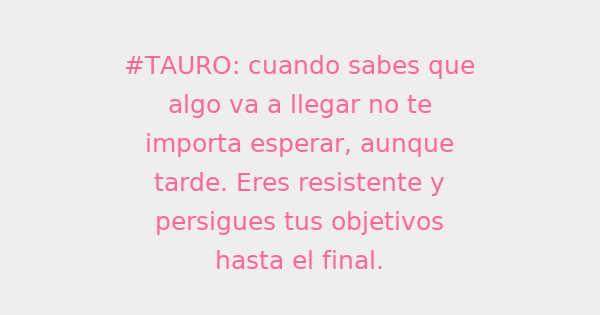 #TAURO: cuando sabes que
algo va a llegar no te
importa esperar, aunque
tarde. Eres resistente y
persigues tus objetivos
hasta el final.